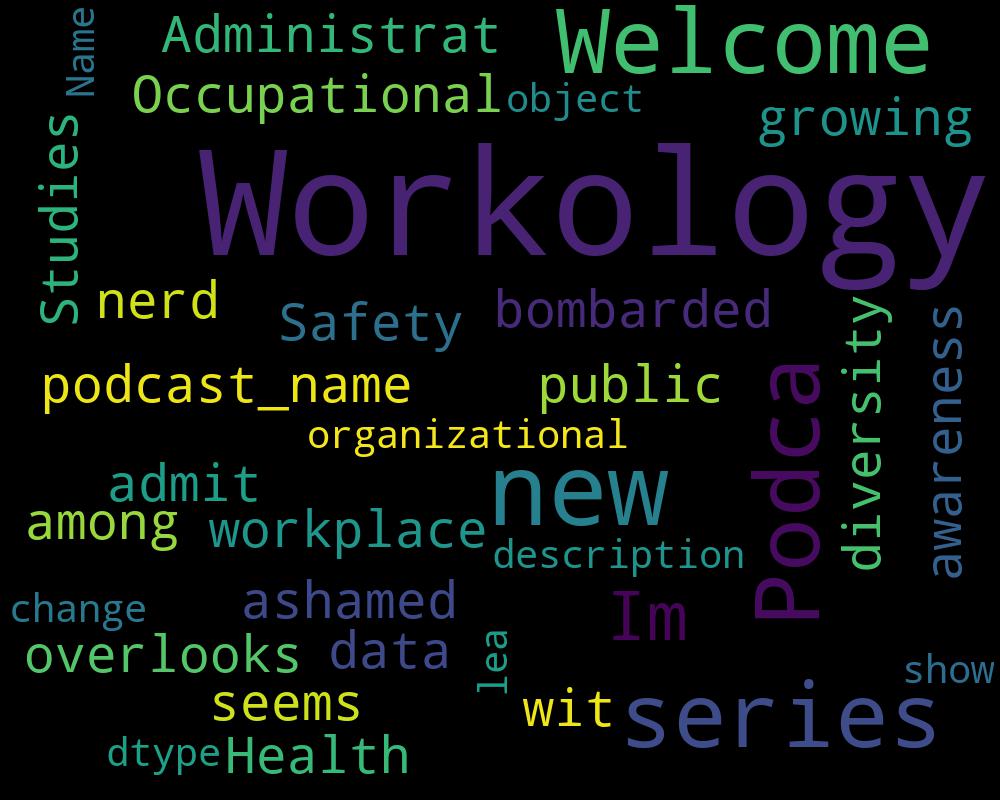 Name
Administrat
Welcome
Occupational
object
growing
Studies
Workology
nerd
Safety
bombarded
diversity
awareness
podcast_name
public
Podca
organizational
admit
new
among
workplace
description
change
ashamed
Im
overlooks
data
lea
show
seems
wit
series
dtype
Health